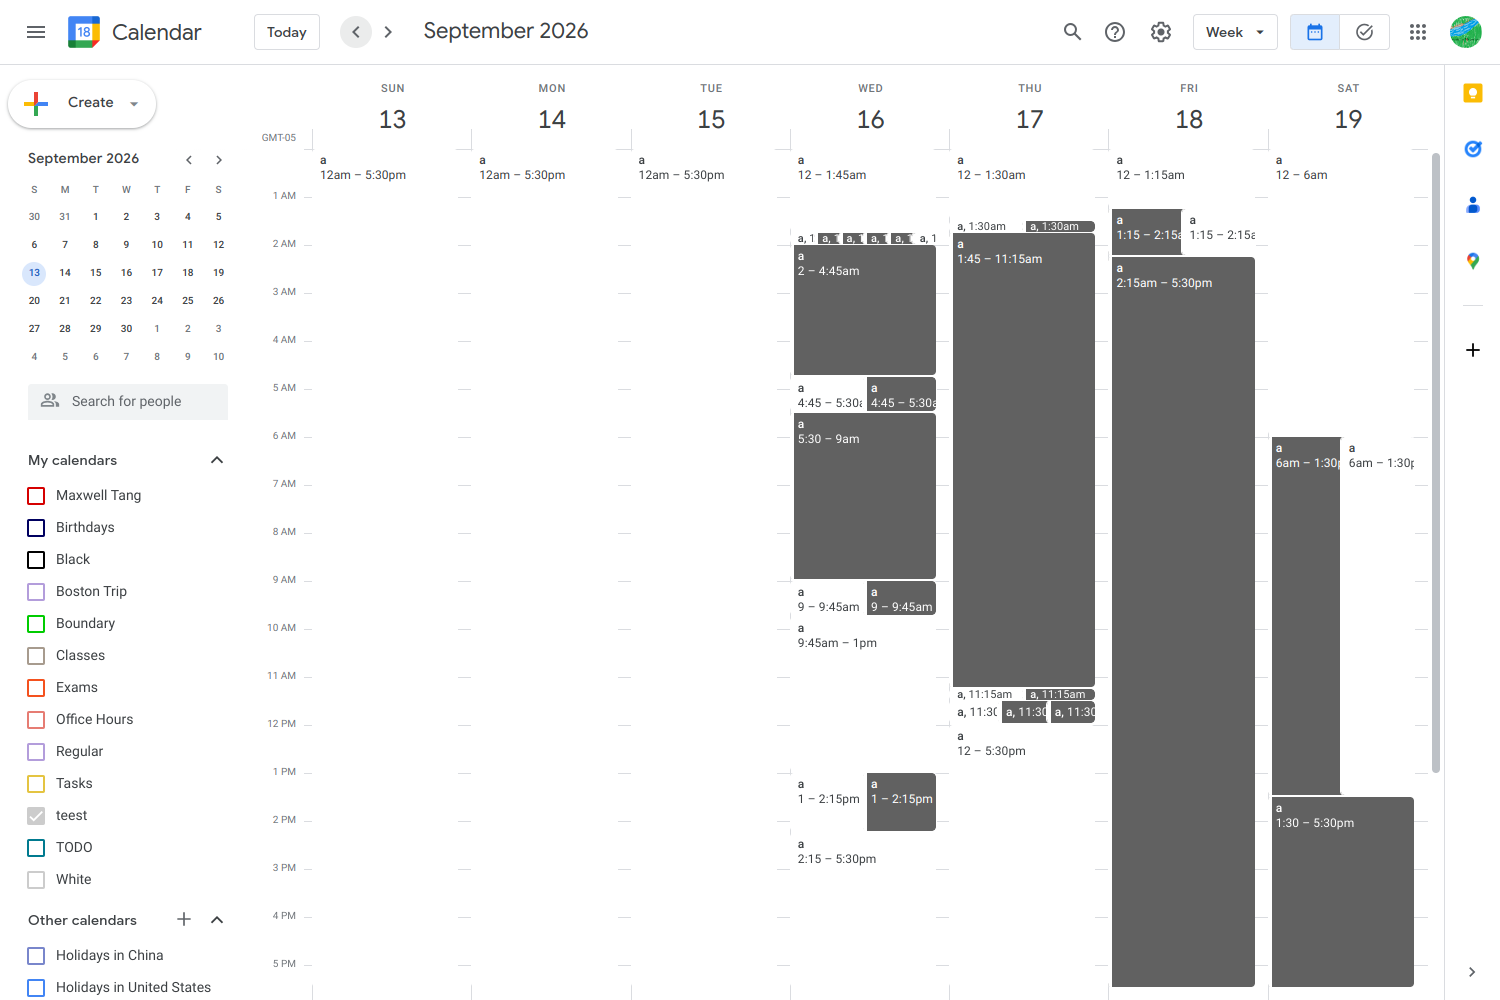 18 Calendar Today September 2026 Week
Create
September 2026
S M T W T F S
30 31 1 2 3 4 5
6 7 8 9 10 11 12
13 14 15 16 17 18 19
20 21 22 23 24 25 26
27 28 29 30 1 2 3
4 5 6 7 8 9 10
Search for people
My calendars
Maxwell Tang
Birthdays
Black
Boston Trip
Boundary
Classes
Exams
Office Hours
Regular
Tasks
teest
TODO
White
Other calendars
Holidays in China
Holidays in United States
SUN MON TUE WED THU FRI SAT
13 14 15 16 17 18 19
GMT-05
1 AM
2 AM
3 AM
4 AM
5 AM
6 AM
7 AM
8 AM
9 AM
10 AM
11 AM
12 PM
1 PM
2 PM
3 PM
4 PM
5 PM
a
12am – 5:30pm
a
12am – 5:30pm
a
12am – 5:30pm
a
12 – 1:45am
a, 1 a, 1 a, 1 a, 1 a, 1 a, 1
a
2 – 4:45am
a
4:45 – 5:30a
a
4:45 – 5:30a
a
5:30 – 9am
a
9 – 9:45am
a
9 – 9:45am
a
9:45am – 1pm
a
1 – 2:15pm
a
1 – 2:15pm
a
2:15 – 5:30pm
a
12 – 1:30am
a, 1:30am a, 1:30am
a
1:45 – 11:15am
a, 11:15am a, 11:15am
a, 11:30 a, 11:30 a, 11:30
a
12 – 5:30pm
a
12 – 1:15am
a
1:15 – 2:15a
a
1:15 – 2:15a
a
2:15am – 5:30pm
a
12 – 6am
a
6am – 1:30p
a
6am – 1:30p
a
1:30 – 5:30pm